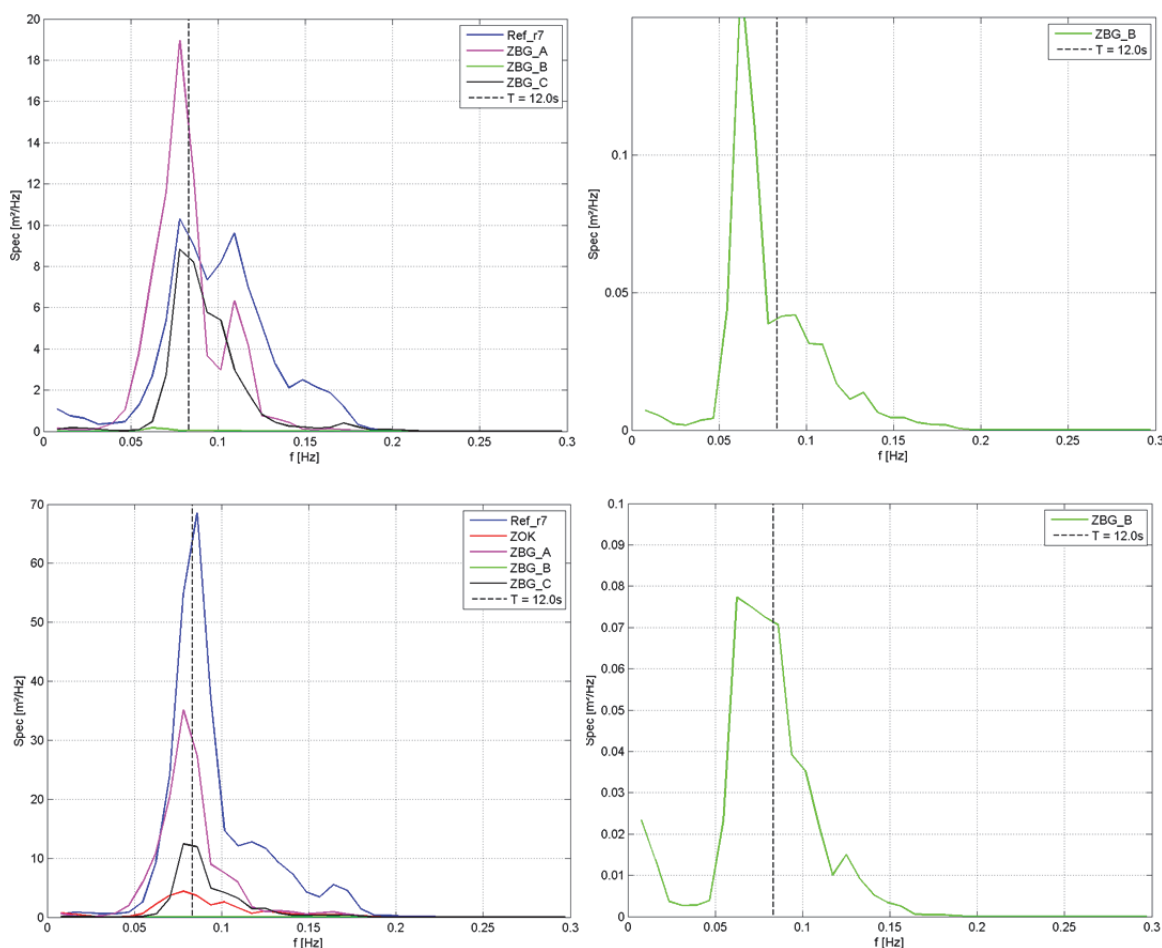 20
18
16
14
12
10
8
6
4
2
0
Spec [m²/Hz]
0
0.05
0.1
0.15
0.2
0.25
0.3
f [Hz]
Ref_r7
ZBG_A
ZBG_B
ZBG_C
T = 12.0s
0.1
0.05
0
Spec [m²/Hz]
0
0.05
0.1
0.15
0.2
0.25
0.3
f [Hz]
ZBG_B
T = 12.0s
70
60
50
40
30
20
10
0
Spec [m²/Hz]
0
0.05
0.1
0.15
0.2
0.25
0.3
f [Hz]
Ref_r7
ZOK
ZBG_A
ZBG_B
ZBG_C
T = 12.0s
0.1
0.09
0.08
0.07
0.06
0.05
0.04
0.03
0.02
0.01
0
Spec [m²/Hz]
0
0.05
0.1
0.15
0.2
0.25
0.3
f [Hz]
ZBG_B
T = 12.0s